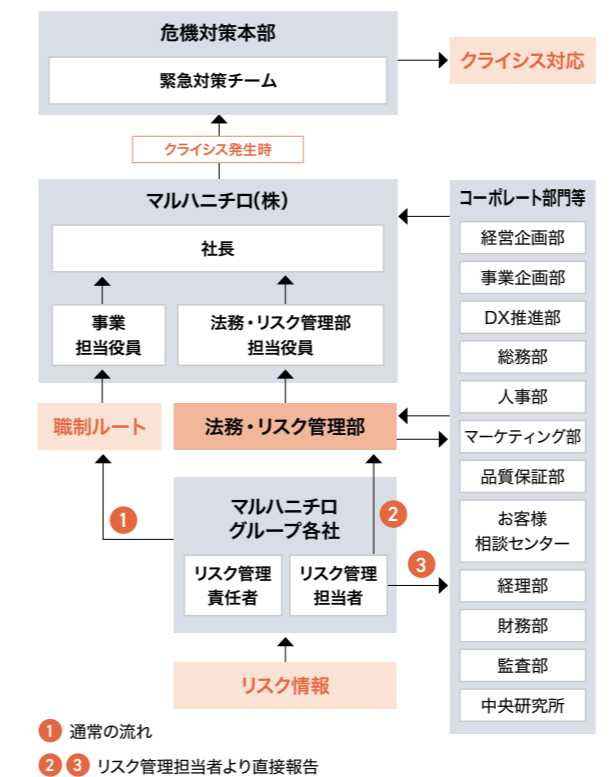 危機対策本部
緊急対策チーム
クライシス対応
クライシス発生時
マルハニチロ(株)
社長
事業
担当役員
法務・リスク管理部
担当役員
職制ルート
法務・リスク管理部
1
2
3
マルハニチロ
グループ各社
リスク管理
責任者
リスク管理
担当者
リスク情報
コーポレート部門等
経営企画部
事業企画部
DX推進部
総務部
人事部
マーケティング部
品質保証部
お客様
相談センター
経理部
財務部
監査部
中央研究所
1 通常の流れ
2 3 リスク管理担当者より直接報告